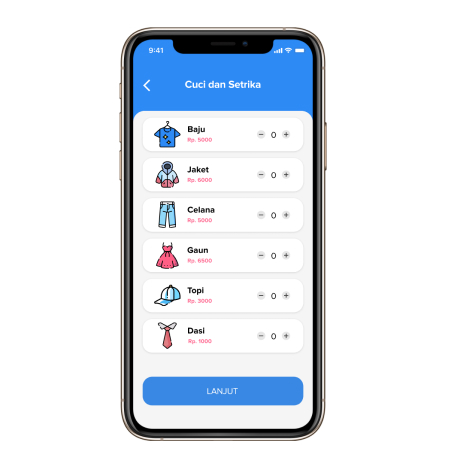 9:41
Cuci dan Setrika
Baju
Rp. 5000
− 0 +
Jaket
Rp. 6000
− 0 +
Celana
Rp. 5000
− 0 +
Gaun
Rp. 6500
− 0 +
Topi
Rp. 3000
− 0 +
Dasi
Rp. 1000
− 0 +
LANJUT